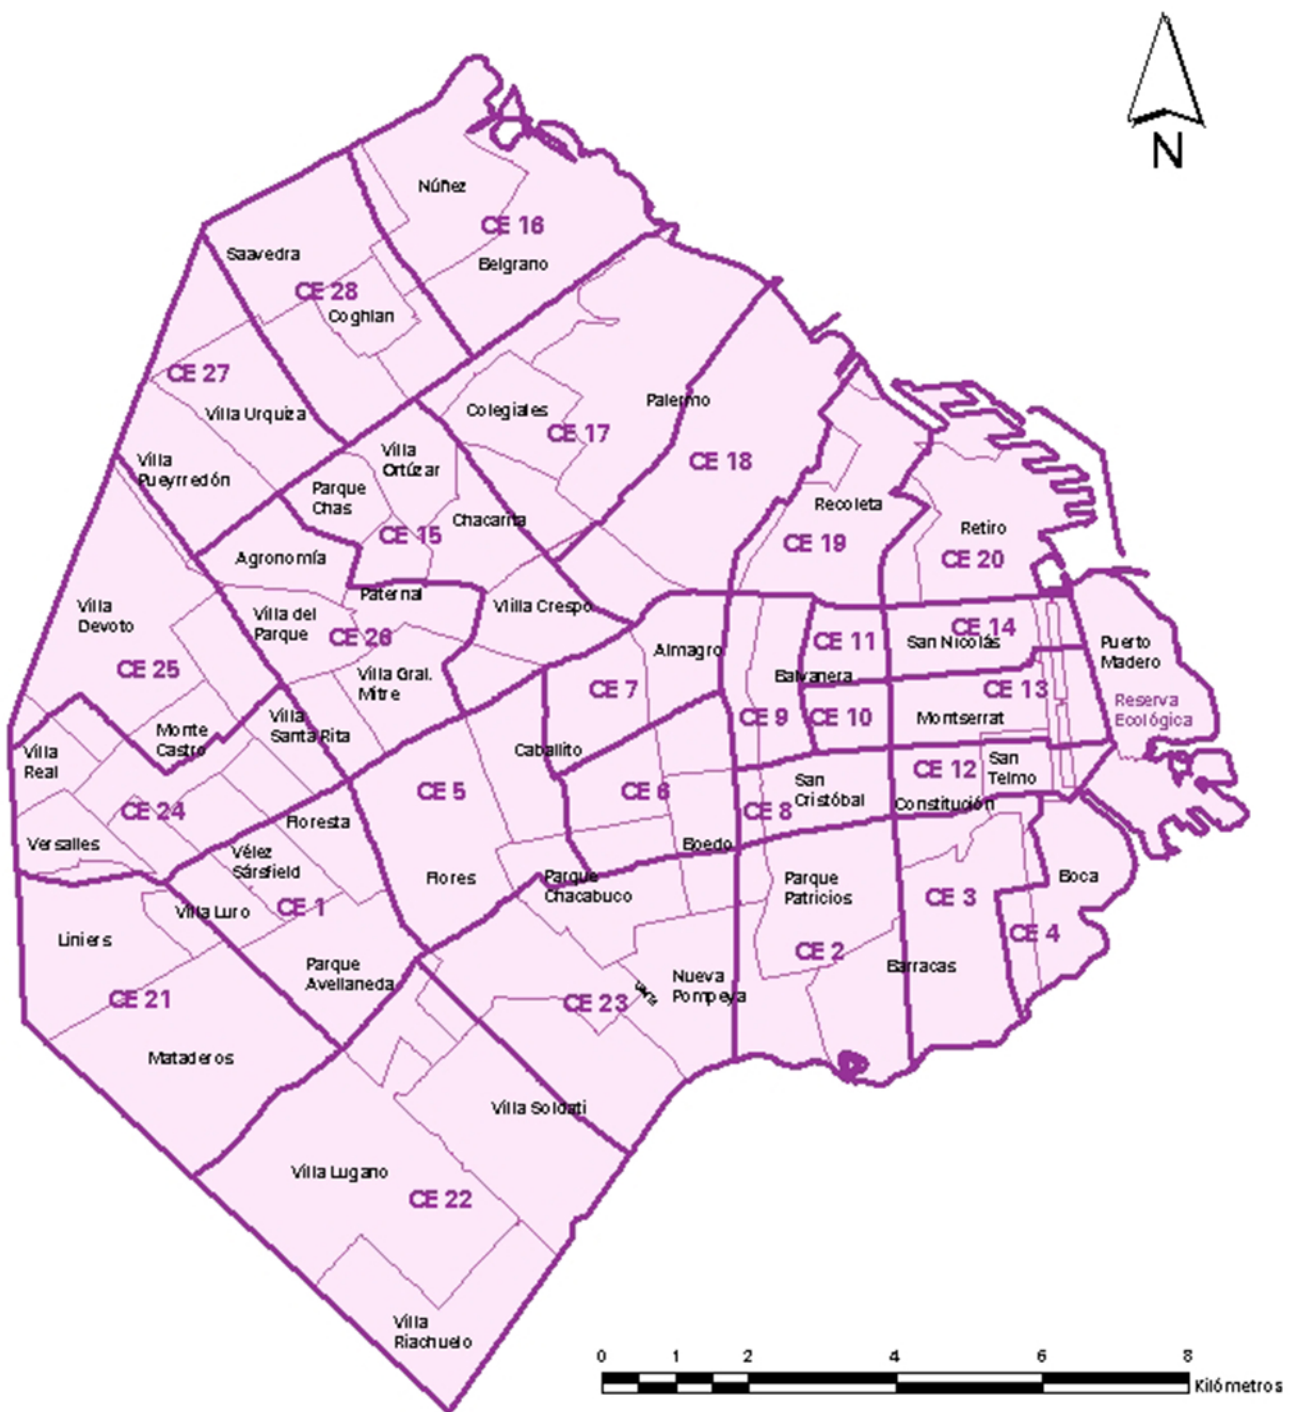 N
Núñez
CE 16
Saavedra
Belgrano
CE 28
Coghlan
CE 27
Palermo
Colegiales
Villa Urquiza
CE 17
Villa
Ortúzar
Villa
Pueyrredón
CE 18
Parque
Chas
Recoleta
Chacarita
Retiro
CE 15
CE 19
Agronomía
CE 20
Paternal
Villa
Devoto
Villa del
Parque
Vlilla Crespo
CE 26
CE 14
San Nicolás
CE 11
Almagro
Puerto
Madero
CE 25
Villa Gral.
Mitre
Balvanera
CE 7
CE 13
Reserva
Ecológica
Villa
Santa Rita
CE 9
CE 10
Montserrat
Monte
Castro
Villa
Real
Caballito
San
Telmo
CE 12
CE 5
CE 6
San
Cristóbal
CE 8
Constitución
CE 24
Floresta
Versalles
Boedo
Vélez
Sársfield
Flores
Parque
Chacabuco
Parque
Patricios
Boca
CE 3
CE 1
Villa Luro
CE 4
Liniers
CE 2
Barracas
Parque
Avellaneda
Nueva
Pompeya
CE 21
CE 23
Mataderos
Villa Soldati
Villa Lugano
CE 22
Villa
Riachuelo
0 1 2 4 6 8
Kilómetros